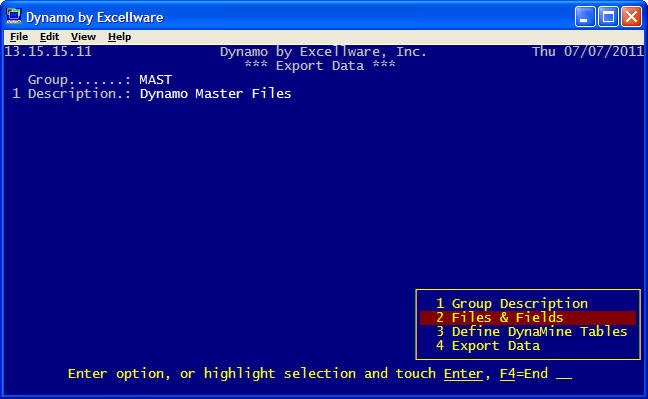 Dynamo by Excellware
File Edit View Help
13.15.15.11 Dynamo by Excellware, Inc. Thu 07/07/2011
*** Export Data ***
Group.......: MAST
1 Description.: Dynamo Master Files
1 Group Description
2 Files & Fields
3 Define DynaMine Tables
4 Export Data
Enter option, or highlight selection and touch Enter, F4=End __